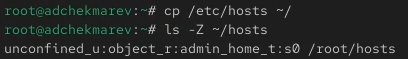 root@adchekmarev:~# cp /etc/hosts ~/
root@adchekmarev:~# ls -Z ~/hosts
unconfined_u:object_r:admin_home_t:s0 /root/hosts